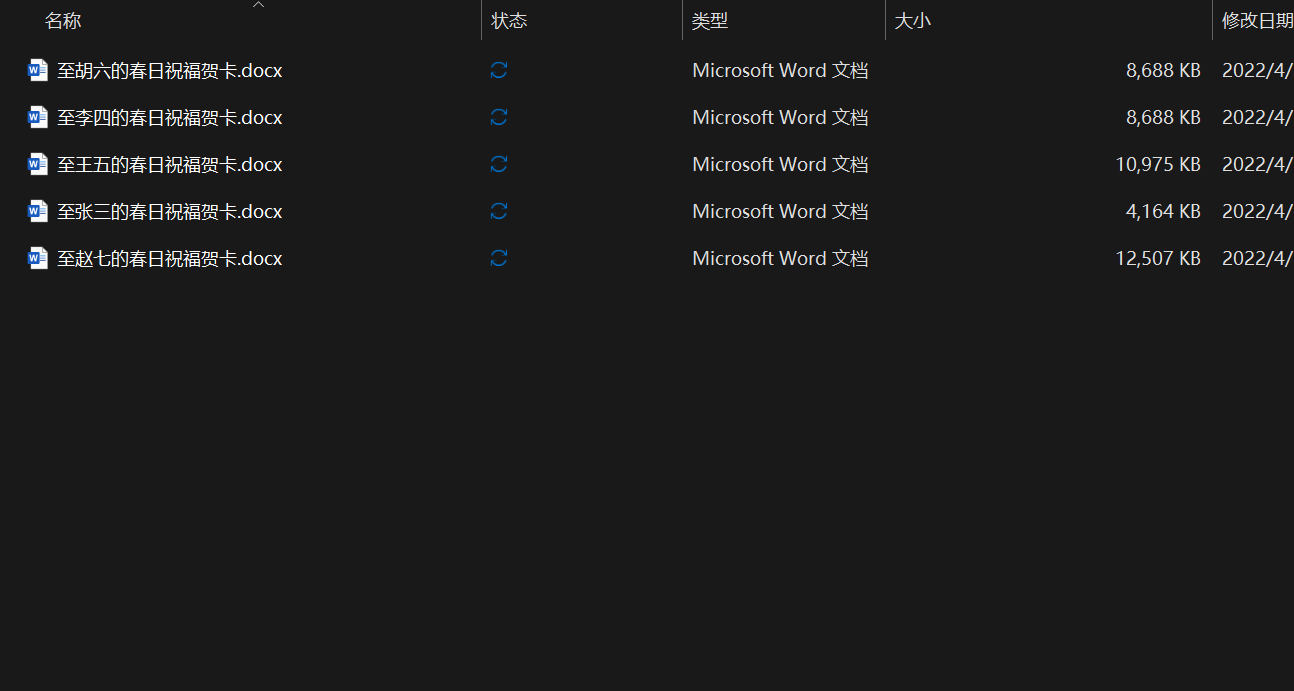 名称 状态 类型 大小 修改日期
至胡六的春日祝福贺卡.docx Microsoft Word 文档 8,688 KB 2022/4/
至李四的春日祝福贺卡.docx Microsoft Word 文档 8,688 KB 2022/4/
至王五的春日祝福贺卡.docx Microsoft Word 文档 10,975 KB 2022/4/
至张三的春日祝福贺卡.docx Microsoft Word 文档 4,164 KB 2022/4/
至赵七的春日祝福贺卡.docx Microsoft Word 文档 12,507 KB 2022/4/